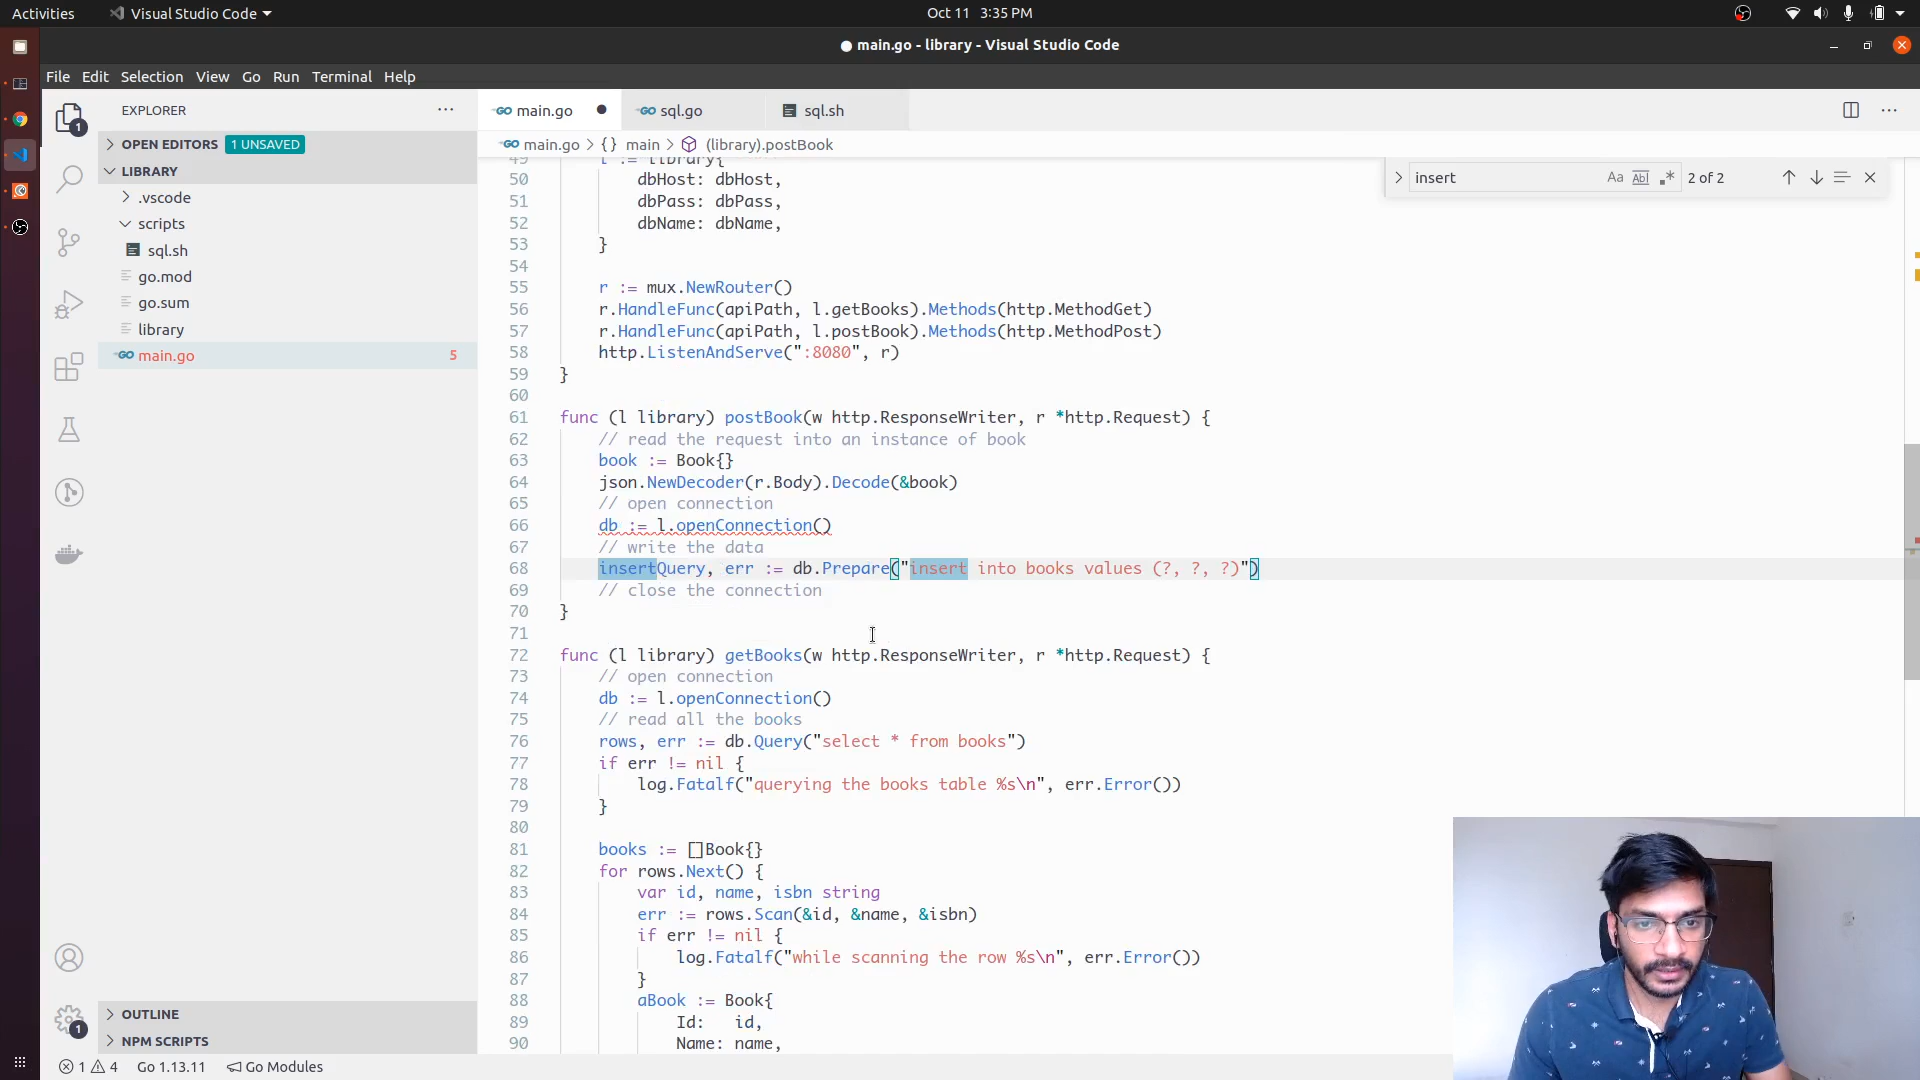 Activities
Visual Studio Code
Oct 11 3:35 PM
● main.go - library - Visual Studio Code
File Edit Selection View Go Run Terminal Help
EXPLORER
OPEN EDITORS 1 UNSAVED
LIBRARY
.vscode
scripts
sql.sh
go.mod
go.sum
library
main.go 5
OUTLINE
NPM SCRIPTS
1
1
main.go ● sql.go sql.sh
main.go > {} main > (library).postBook
insert
Aa Abl .* 2 of 2
49 l := library{
50 dbHost: dbHost,
51 dbPass: dbPass,
52 dbName: dbName,
53 }
54
55 r := mux.NewRouter()
56 r.HandleFunc(apiPath, l.getBooks).Methods(http.MethodGet)
57 r.HandleFunc(apiPath, l.postBook).Methods(http.MethodPost)
58 http.ListenAndServe(":8080", r)
59 }
60
61 func (l library) postBook(w http.ResponseWriter, r *http.Request) {
62 // read the request into an instance of book
63 book := Book{}
64 json.NewDecoder(r.Body).Decode(&book)
65 // open connection
66 db := l.openConnection()
67 // write the data
68 insertQuery, err := db.Prepare("insert into books values (?, ?, ?)")
69 // close the connection
70 }
71
72 func (l library) getBooks(w http.ResponseWriter, r *http.Request) {
73 // open connection
74 db := l.openConnection()
75 // read all the books
76 rows, err := db.Query("select * from books")
77 if err != nil {
78 log.Fatalf("querying the books table %s\n", err.Error())
79 }
80
81 books := []Book{}
82 for rows.Next() {
83 var id, name, isbn string
84 err := rows.Scan(&id, &name, &isbn)
85 if err != nil {
86 log.Fatalf("while scanning the row %s\n", err.Error())
87 }
88 aBook := Book{
89 Id: id,
90 Name: name,
1 4 Go 1.13.11 Go Modules